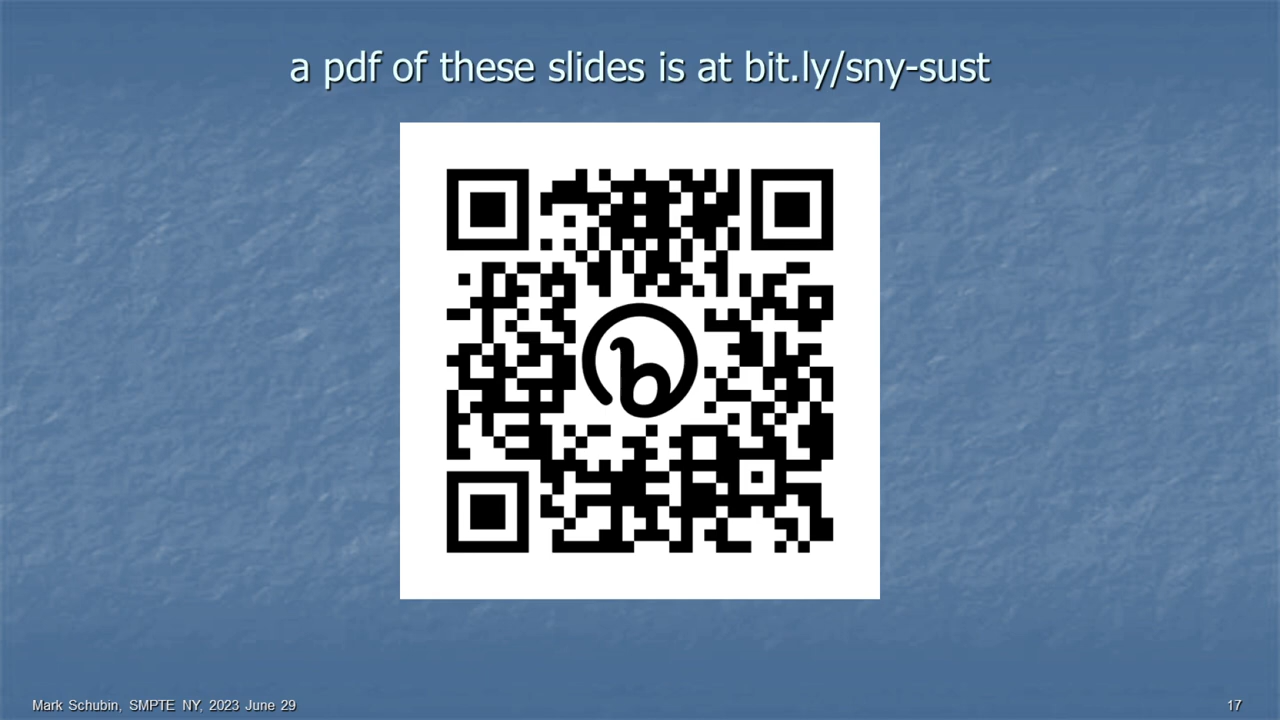 a pdf of these slides is at bit.ly/sny-sust
b
Mark Schubin, SMPTE NY, 2023 June 29
17